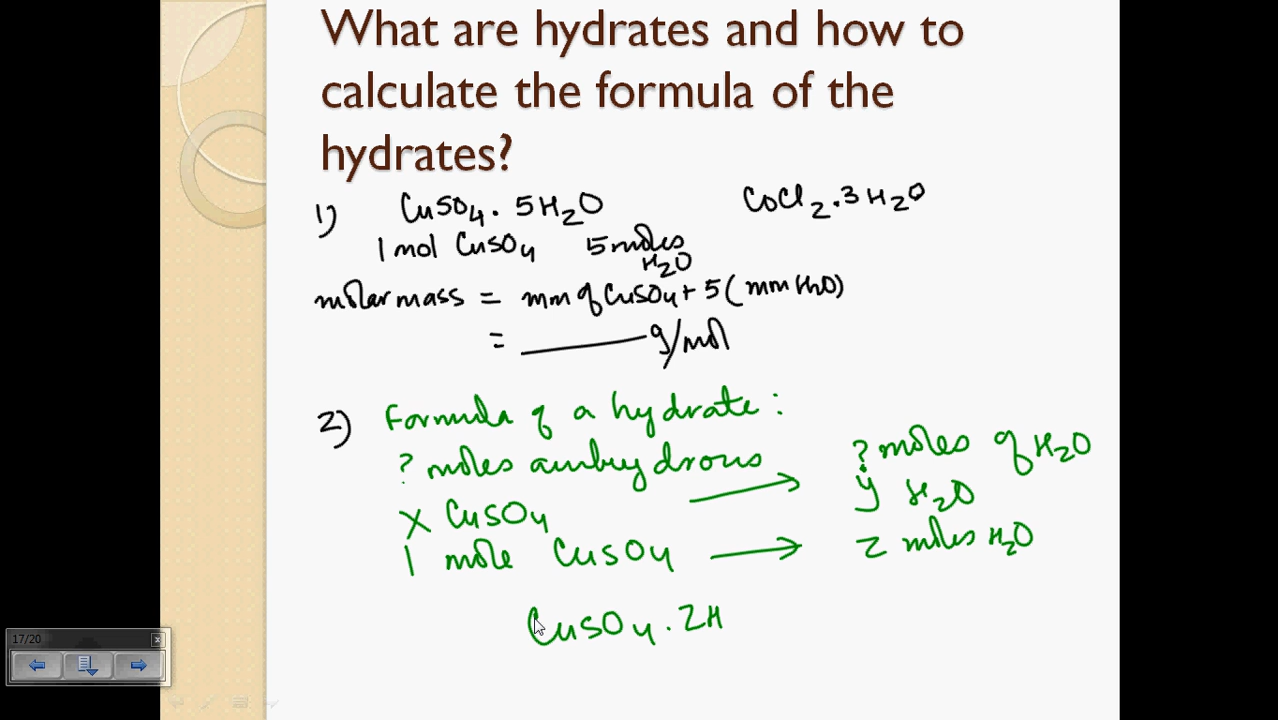 What are hydrates and how to
calculate the formula of the
hydrates?
1) CuSO4 . 5H2O CoCl2 . 3H2O
1 mol CuSO4 5 moles
H2O
molar mass = mm of CuSO4 + 5 (mm H2O)
= ______ g/mol
2) Formula of a hydrate :
? moles anhydrous → ? moles of H2O
x CuSO4 y H2O
1 mole CuSO4 → z moles H2O
CuSO4 . ZH
17/20 x